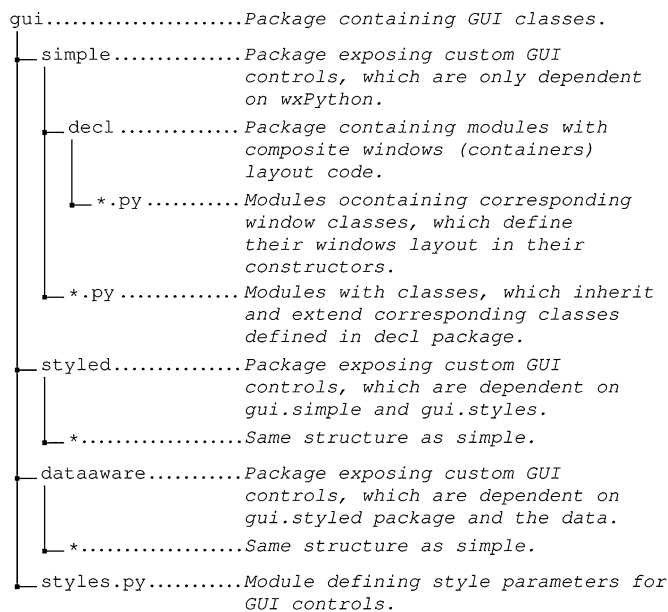 gui......................Package containing GUI classes.
simple...............Package exposing custom GUI
controls, which are only dependent
on wxPython.
decl..............Package containing modules with
composite windows (containers)
layout code.
*.py..........Modules ocontaining corresponding
window classes, which define
their windows layout in their
constructors.
*.py..............Modules with classes, which inherit
and extend corresponding classes
defined in decl package.
styled...............Package exposing custom GUI
controls, which are dependent on
gui.simple and gui.styles.
*..................Same structure as simple.
dataaware...........Package exposing custom GUI
controls, which are dependent on
gui.styled package and the data.
*..................Same structure as simple.
styles.py...........Module defining style parameters for
GUI controls.